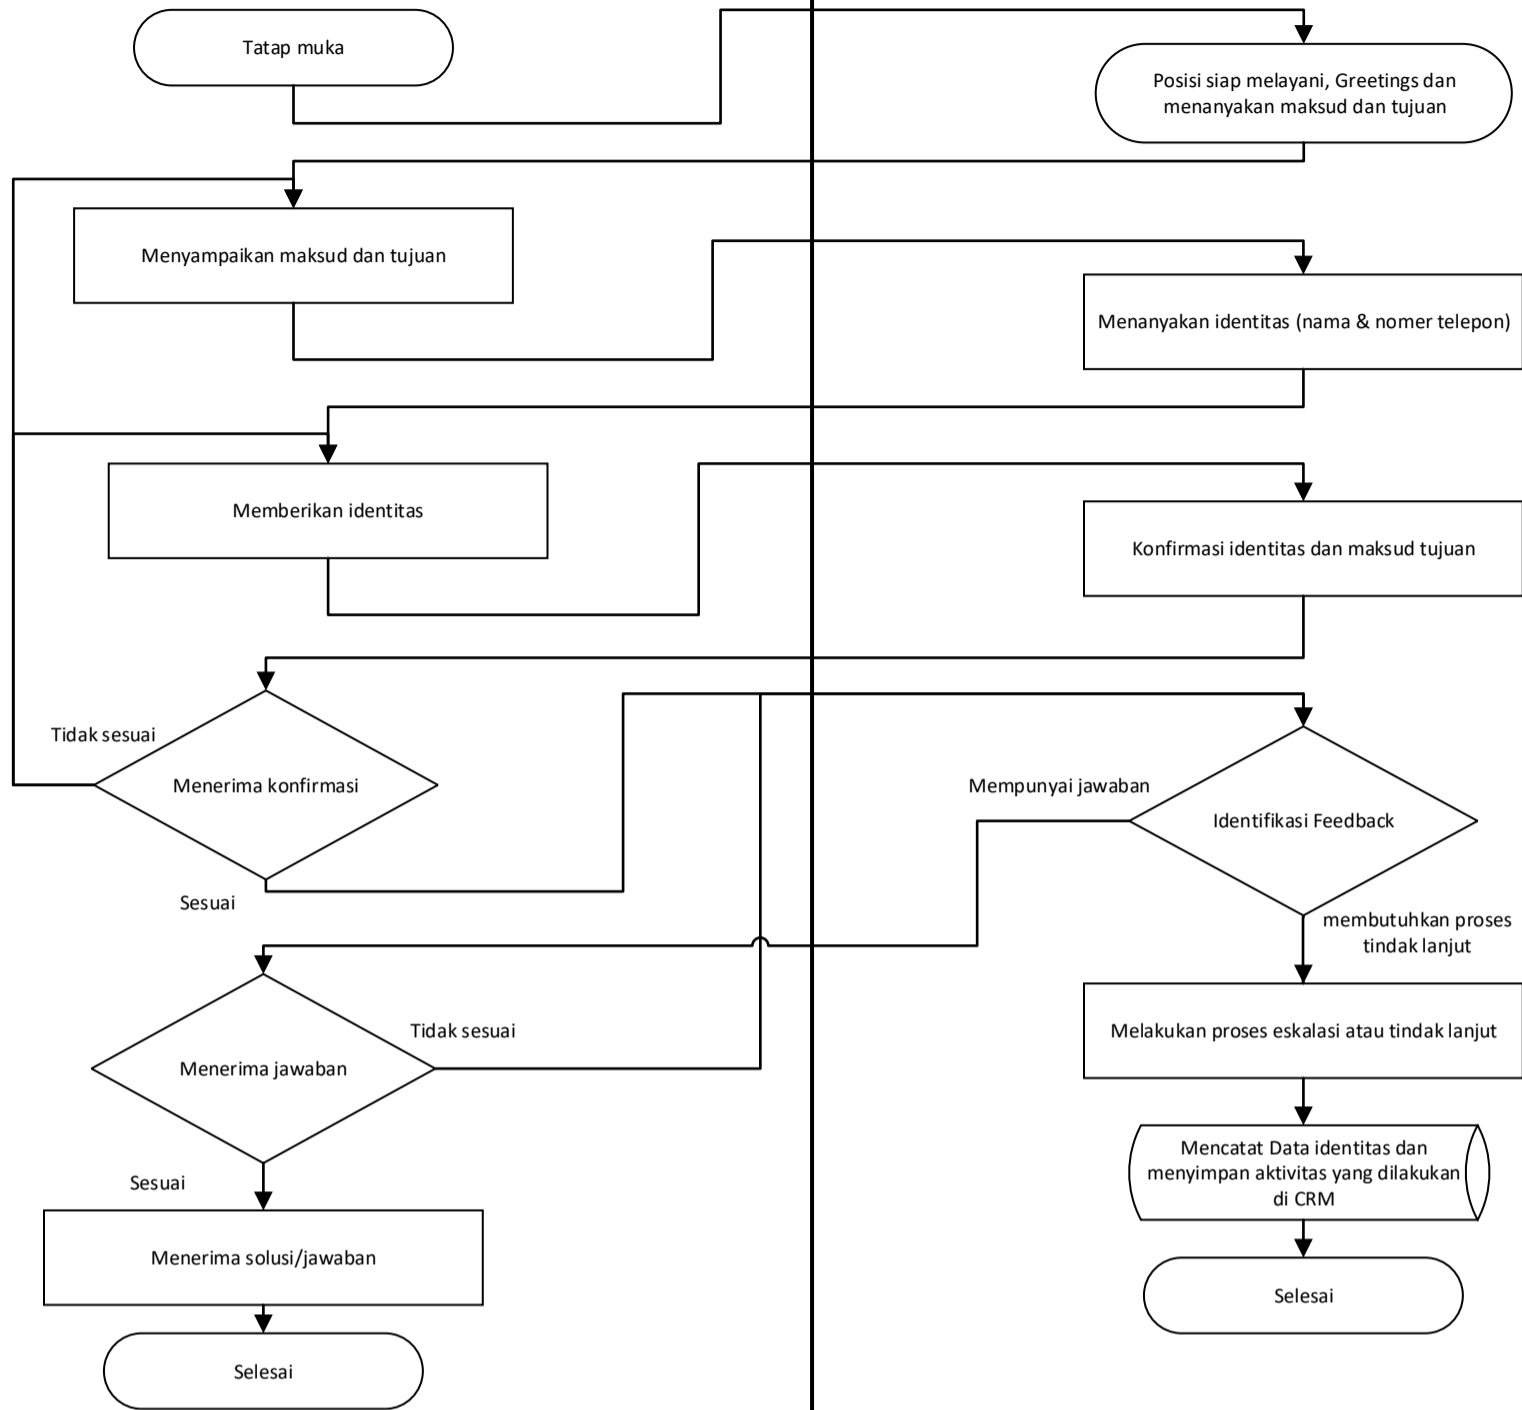 Tatap muka
Posisi siap melayani, Greetings dan
menanyakan maksud dan tujuan
Menyampaikan maksud dan tujuan
Menanyakan identitas (nama & nomer telepon)
Memberikan identitas
Konfirmasi identitas dan maksud tujuan
Tidak sesuai
Menerima konfirmasi
Sesuai
Mempunyai jawaban
Identifikasi Feedback
membutuhkan proses
tindak lanjut
Tidak sesuai
Menerima jawaban
Sesuai
Melakukan proses eskalasi atau tindak lanjut
Mencatat Data identitas dan
menyimpan aktivitas yang dilakukan
di CRM
Menerima solusi/jawaban
Selesai
Selesai